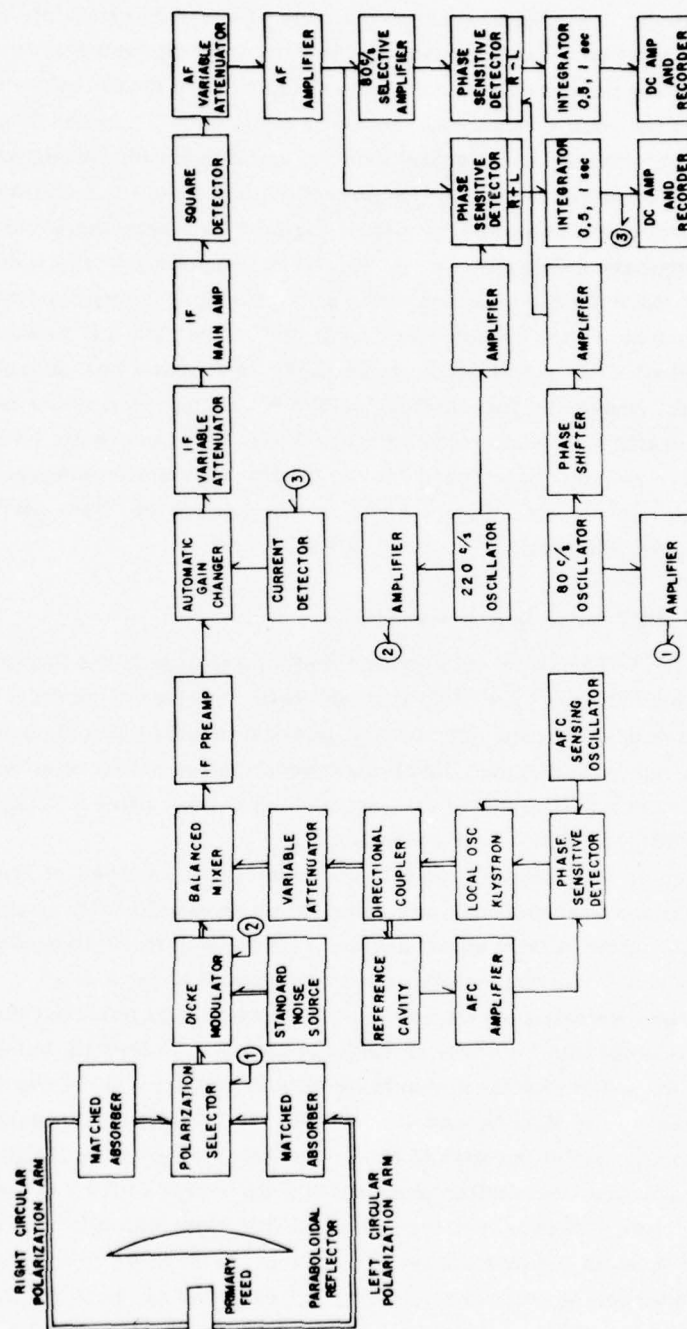 RIGHT CIRCULAR
POLARIZATION ARM
PRIMARY
FEED
PARABOLOIDAL
REFLECTOR
LEFT CIRCULAR
POLARIZATION ARM
MATCHED
ABSORBER
POLARIZATION
SELECTOR
1
MATCHED
ABSORBER
DICKE
MODULATOR
2
STANDARD
NOISE
SOURCE
BALANCED
MIXER
VARIABLE
ATTENUATOR
DIRECTIONAL
COUPLER
REFERENCE
CAVITY
LOCAL OSC
KLYSTRON
AFC
AMPLIFIER
PHASE
SENSITIVE
DETECTOR
AFC
SENSING
OSCILLATOR
IF PREAMP
AUTOMATIC
GAIN
CHANGER
CURRENT
DETECTOR
3
IF
VARIABLE
ATTENUATOR
IF
MAIN AMP
SQUARE
DETECTOR
AF
VARIABLE
ATTENUATOR
AF
AMPLIFIER
80 c/s
SELECTIVE
AMPLIFIER
PHASE
SENSITIVE
DETECTOR
R-L
INTEGRATOR
0,5, 1 sec
DC AMP
AND
RECORDER
PHASE
SENSITIVE
DETECTOR
R+L
INTEGRATOR
0,5, 1 sec
3
DC AMP
AND
RECORDER
AMPLIFIER
2
220 c/s
OSCILLATOR
AMPLIFIER
80 c/s
OSCILLATOR
PHASE
SHIFTER
AMPLIFIER
AMPLIFIER
1